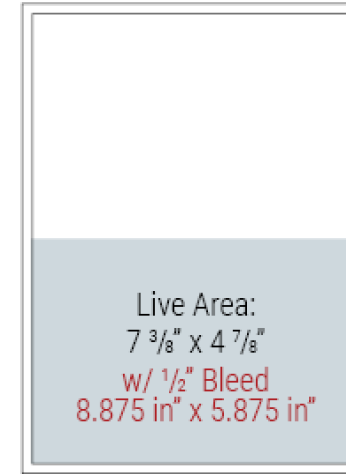 Live Area:
7 ³/₈" x 4 ⁷/₈"
w/ ¹/₂" Bleed
8.875 in" x 5.875 in"